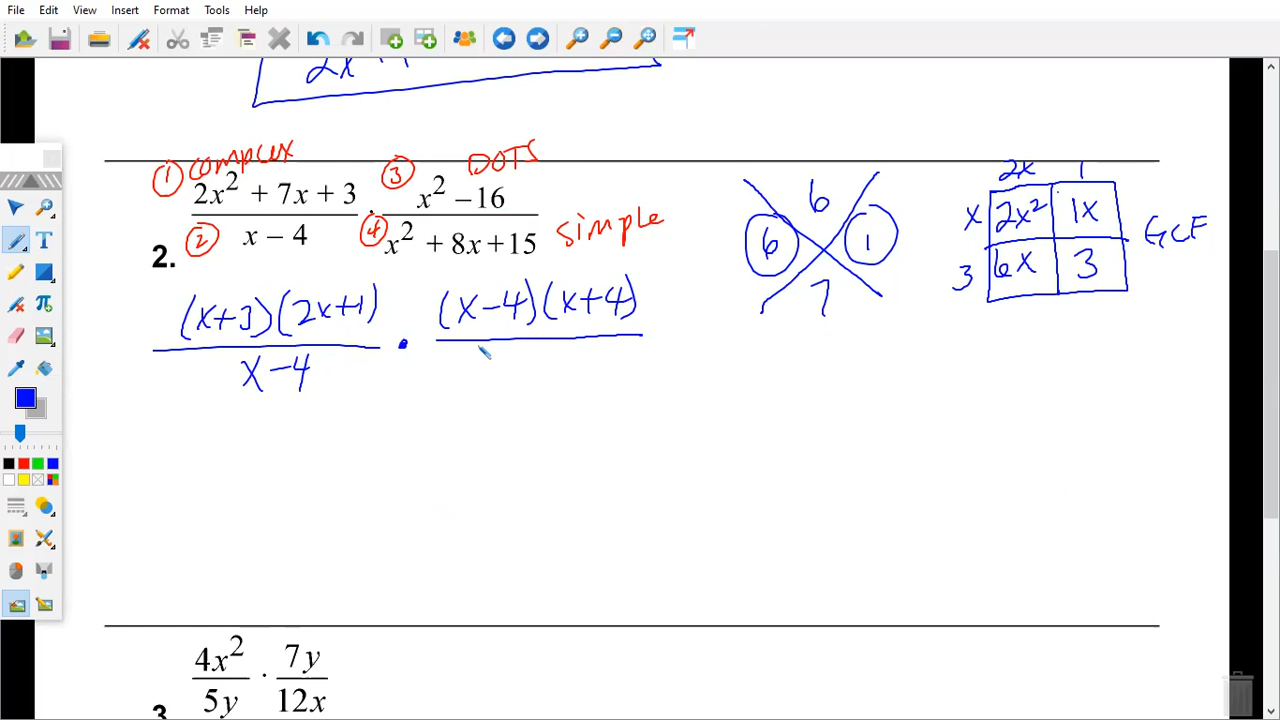 File Edit View Insert Format Tools Help
① complex ③ DOTS
2. 2x² + 7x + 3 / x − 4 · x² − 16 / x² + 8x + 15
② ④ simple
(x+3)(2x+1) / x−4 · (x−4)(x+4)
6
6 1
7
2x 1
x 2x² 1x
3 6x 3
GCF
3. 4x² / 5y · 7y / 12x